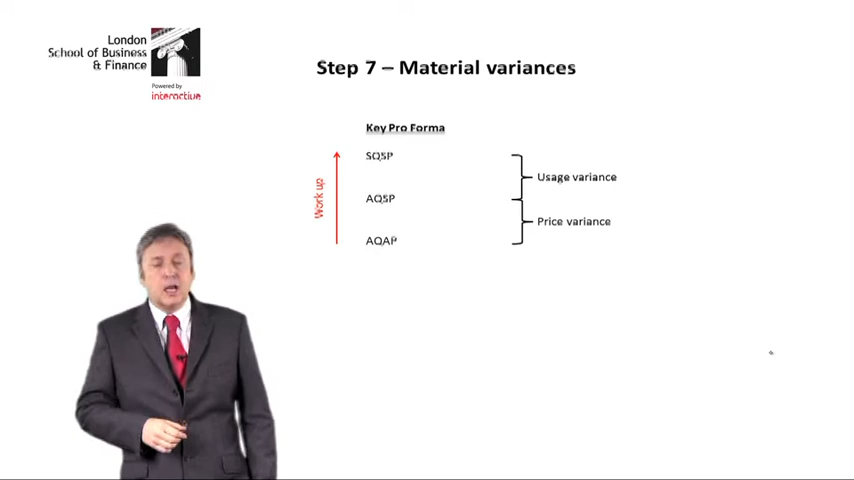 London
School of Business
& Finance
Powered by
interactive
Step 7 – Material variances
Key Pro Forma
SQSP
Usage variance
Work up
AQSP
Price variance
AQAP